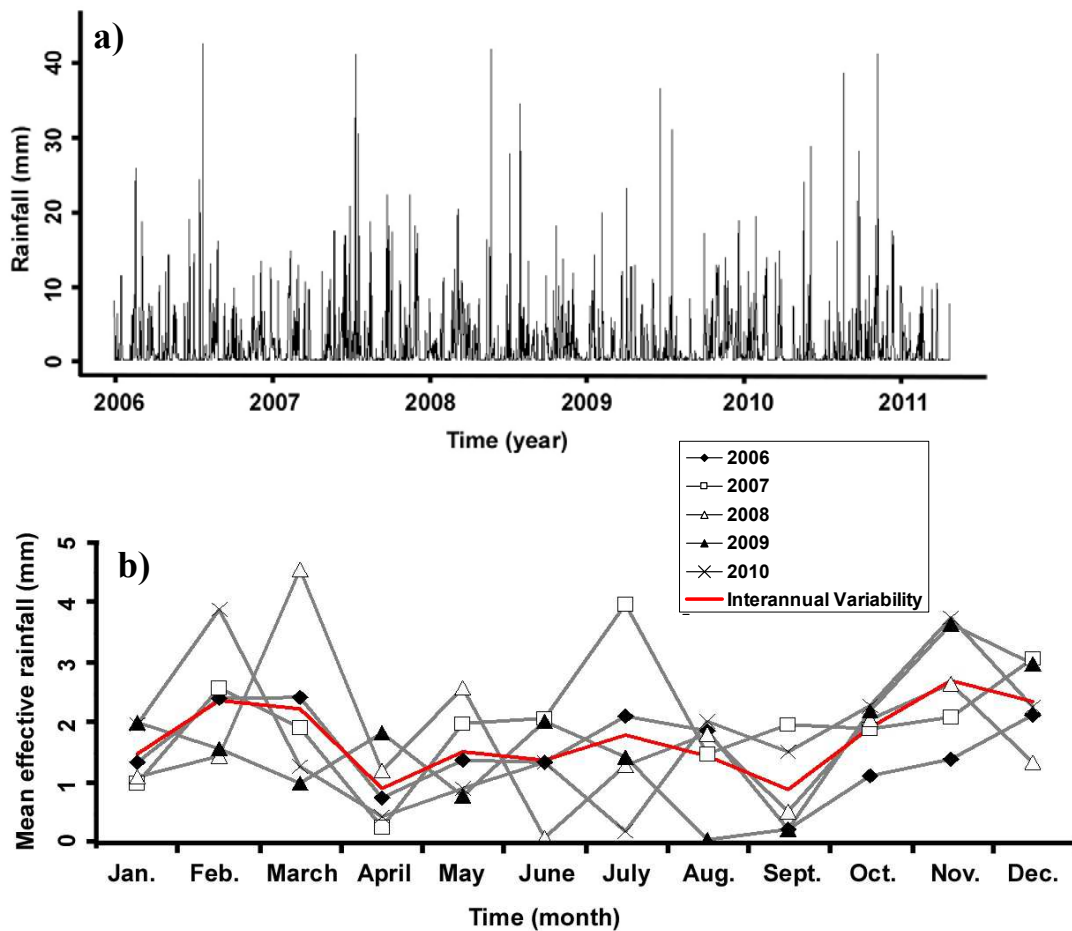 a)
Rainfall (mm)
40
30
20
10
0
2006 2007 2008 2009 2010 2011
Time (year)
2006
2007
2008
2009
2010
Interannual Variability
b)
Mean effective rainfall (mm)
5
4
3
2
1
0
Jan. Feb. March April May June July Aug. Sept. Oct. Nov. Dec.
Time (month)